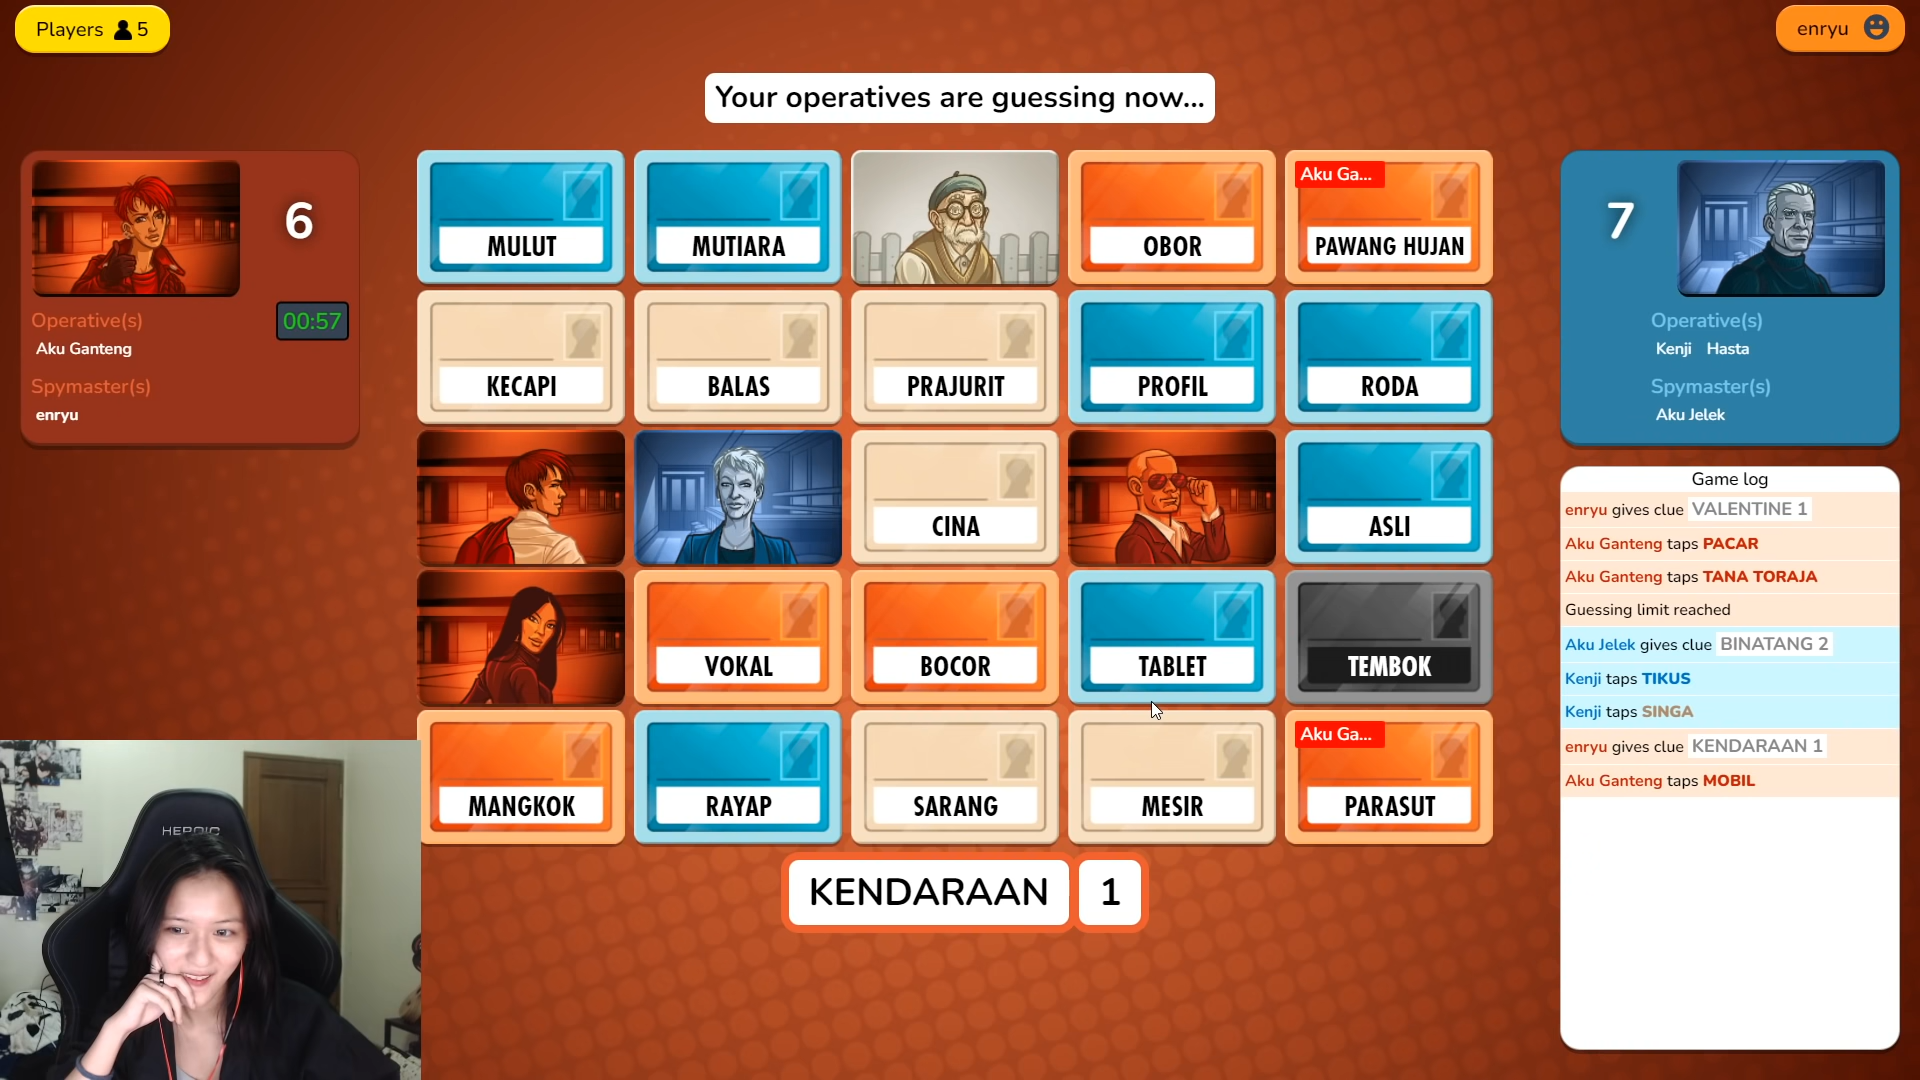 Players 5
enryu
Your operatives are guessing now...
6
Operative(s)
00:57
Aku Ganteng
Spymaster(s)
enryu
MULUT
MUTIARA
OBOR
Aku Ga...
PAWANG HUJAN
KECAPI
BALAS
PRAJURIT
PROFIL
RODA
CINA
ASLI
VOKAL
BOCOR
TABLET
TEMBOK
MANGKOK
RAYAP
SARANG
MESIR
Aku Ga...
PARASUT
KENDARAAN 1
7
Operative(s)
Kenji Hasta
Spymaster(s)
Aku Jelek
Game log
enryu gives clue VALENTINE 1
Aku Ganteng taps PACAR
Aku Ganteng taps TANA TORAJA
Guessing limit reached
Aku Jelek gives clue BINATANG 2
Kenji taps TIKUS
Kenji taps SINGA
enryu gives clue KENDARAAN 1
Aku Ganteng taps MOBIL
HEROIC